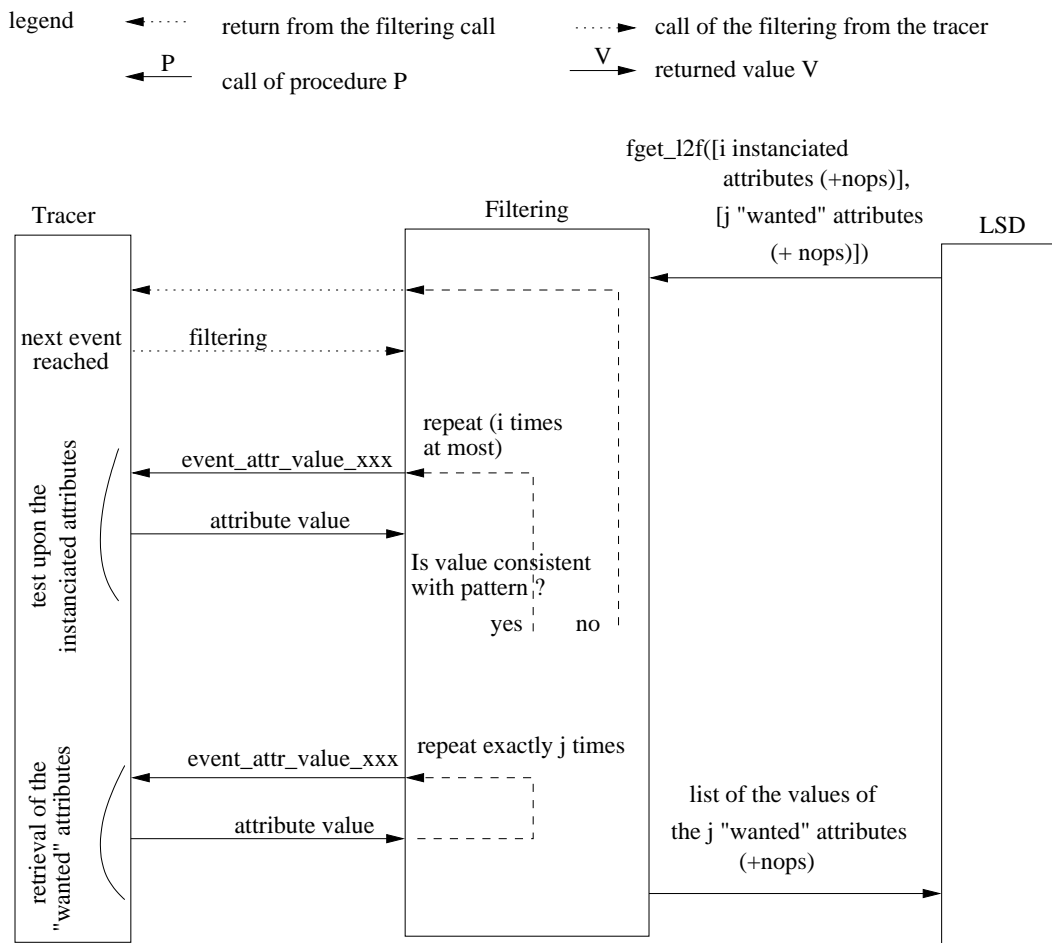 legend
return from the filtering call
call of the filtering from the tracer
P
call of procedure P
V
returned value V
fget_l2f([i instanciated
attributes (+nops)],
[j "wanted" attributes
(+ nops)])
Tracer
Filtering
LSD
next event
reached
filtering
repeat (i times
at most)
event_attr_value_xxx
attribute value
test upon the
instanciated attributes
Is value consistent
with pattern ?
yes
no
repeat exactly j times
event_attr_value_xxx
attribute value
retrieval of the
"wanted" attributes
list of the values of
the j "wanted" attributes
(+nops)